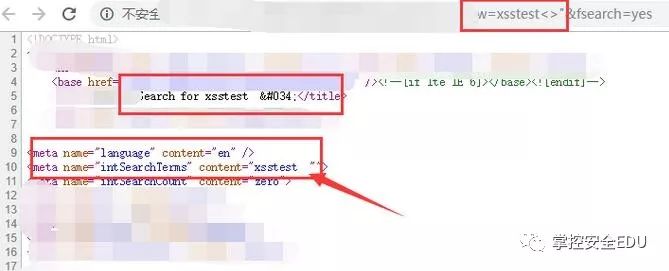 不安全
w=xsstest<>"&fsearch=yes
1 <!DOCTYPE html>
2
3
4 <base href= /><!--[if lte IE 6]></base><![endif]-->
5 Search for xsstest &#034;</title>
6
7
8
9 <meta name="language" content="en" />
10 <meta name="intSearchTerms" content="xsstest "">
11 meta name="intSearchCount" content="zero">
12
13
14
15
16
17
掌控安全EDU